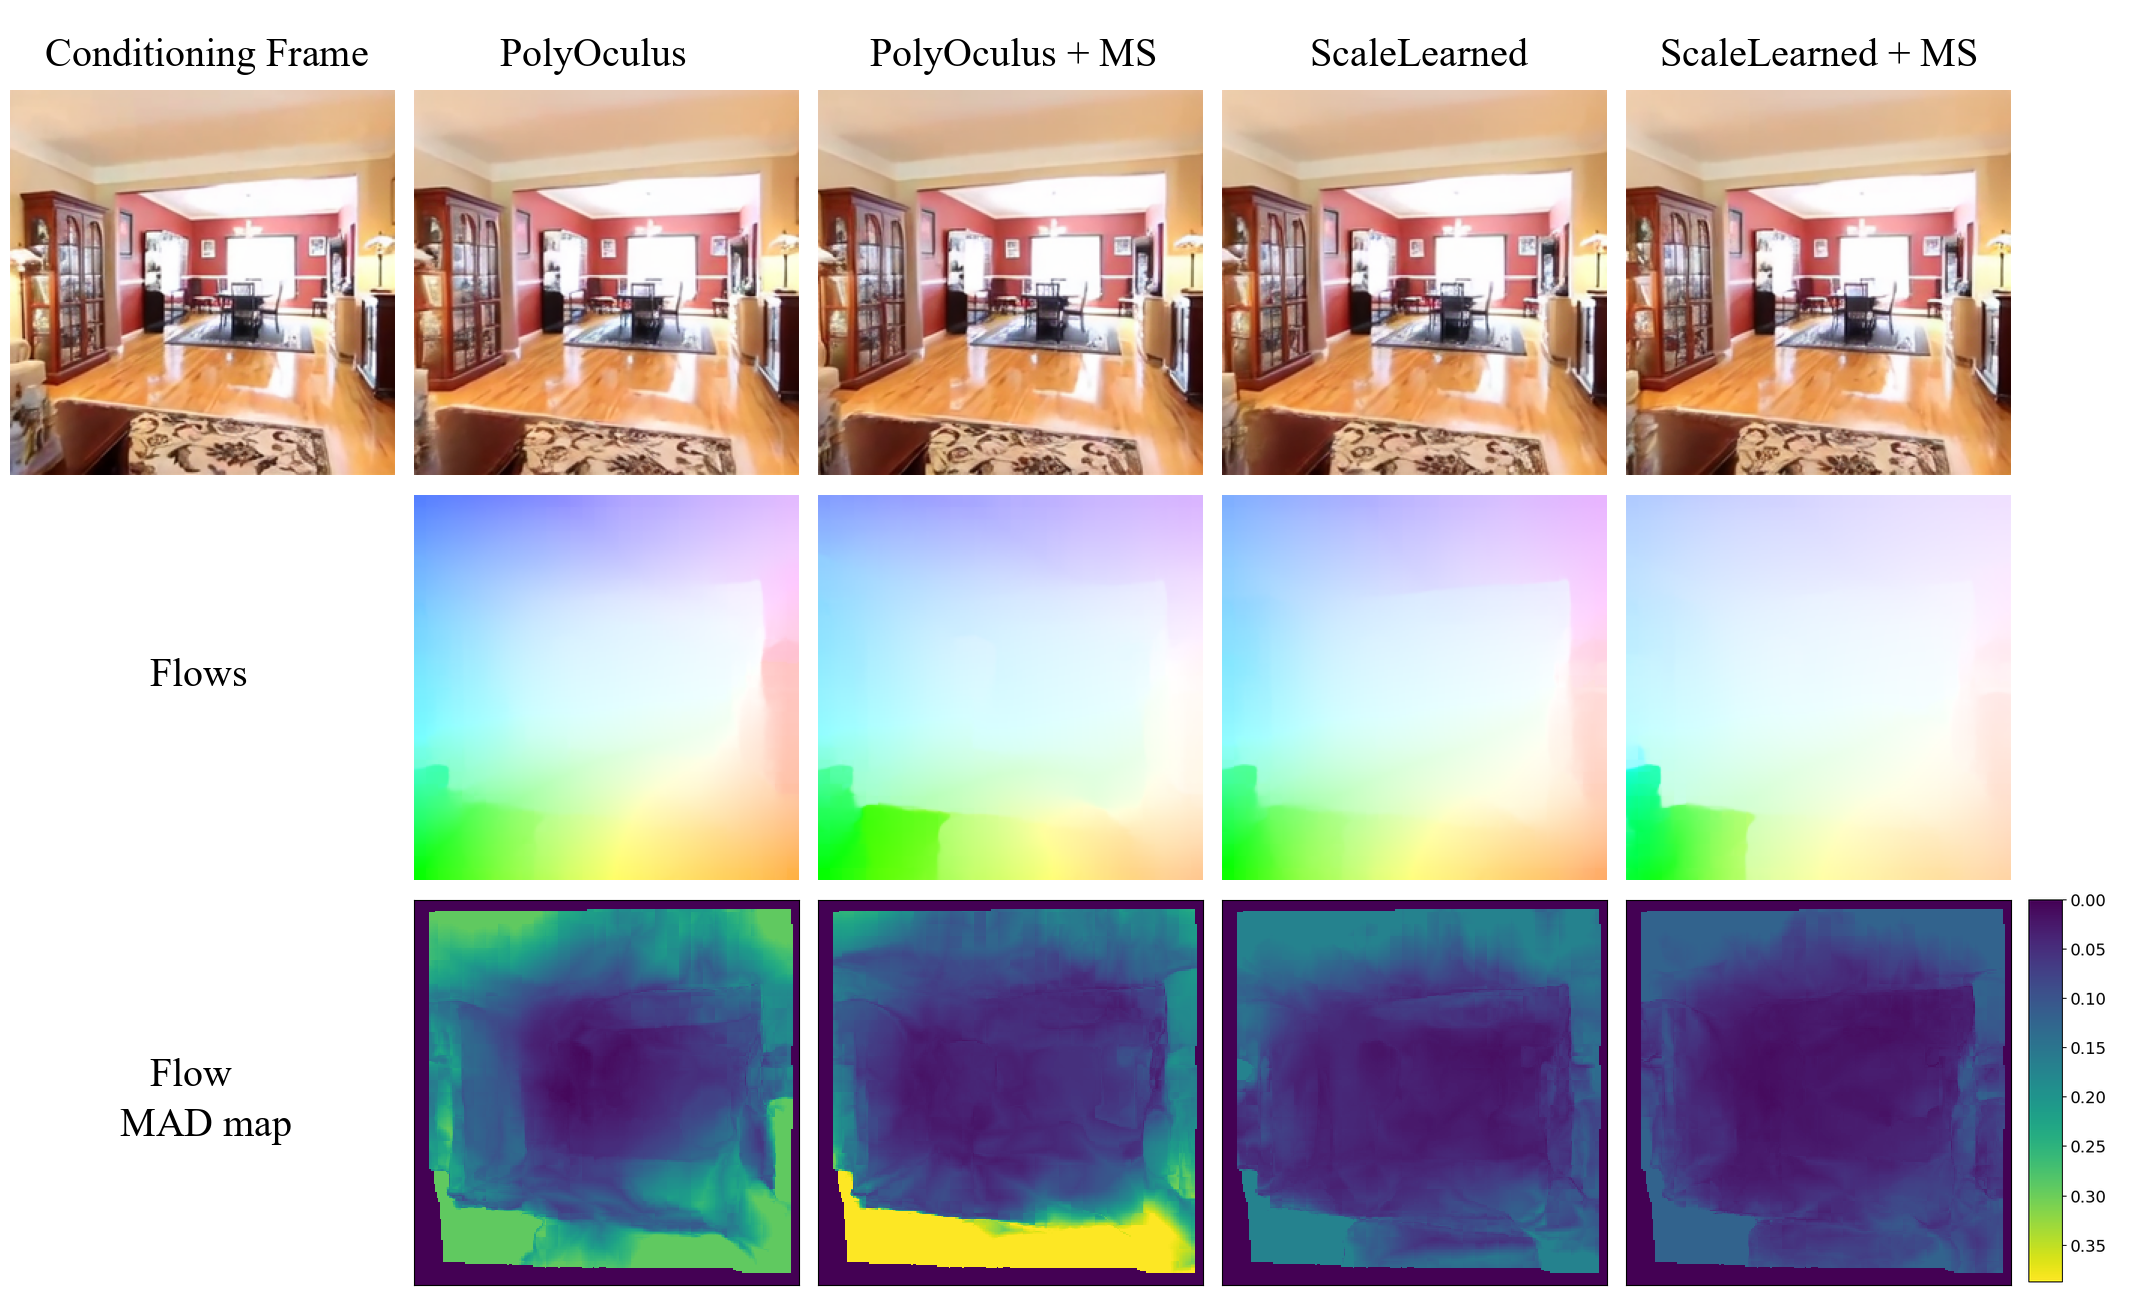 Conditioning Frame
PolyOculus
PolyOculus + MS
ScaleLearned
ScaleLearned + MS
Flows
Flow
MAD map
0.00
0.05
0.10
0.15
0.20
0.25
0.30
0.35